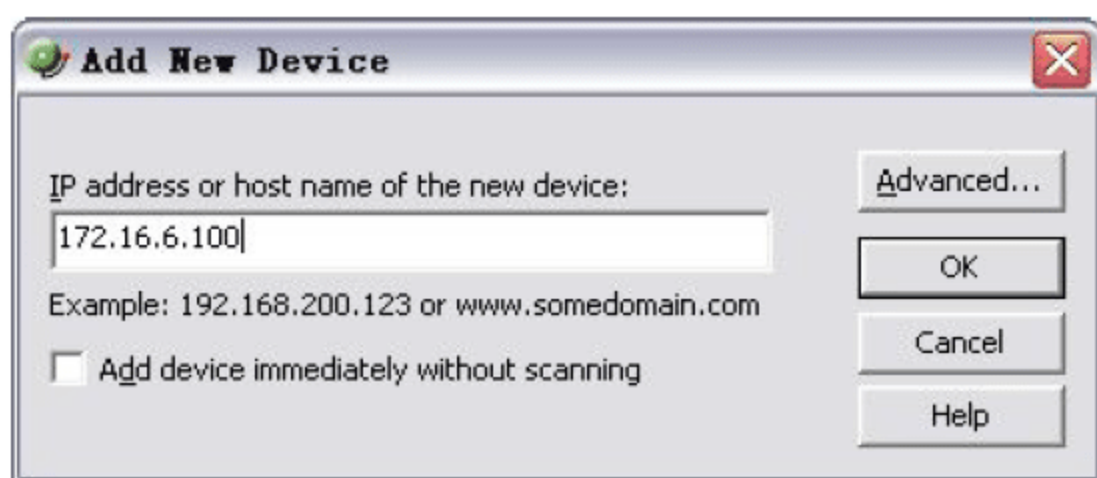 Add New Device
IP address or host name of the new device:
Advanced...
172.16.6.100
OK
Example: 192.168.200.123 or www.somedomain.com
Cancel
Add device immediately without scanning
Help